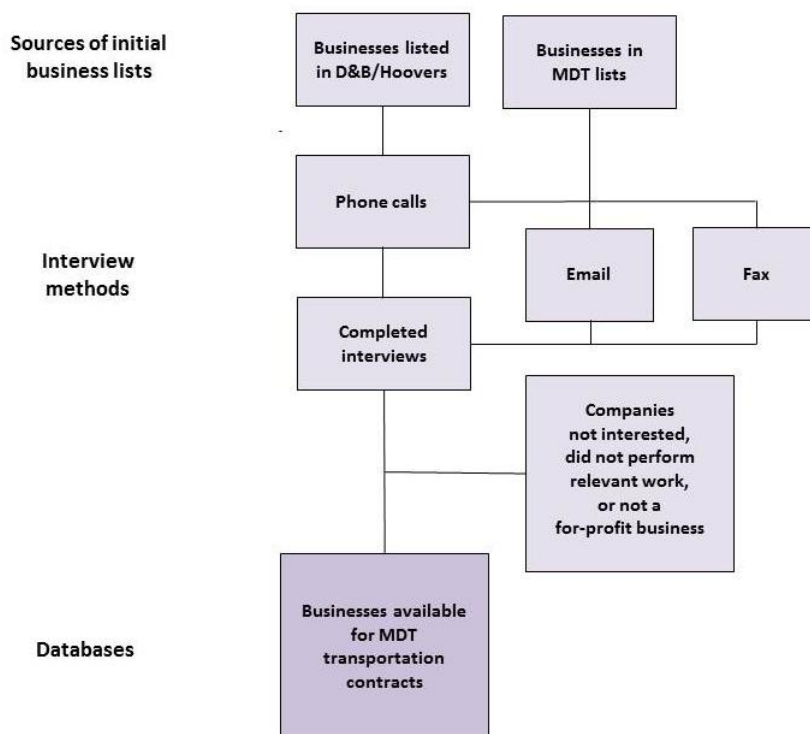 Sources of initial
business lists
Businesses listed
in D&B/Hoovers
Businesses in
MDT lists
Phone calls
Interview
methods
Email
Fax
Completed
interviews
Companies
not interested,
did not perform
relevant work,
or not a
for-profit business
Databases
Businesses available
for MDT
transportation
contracts